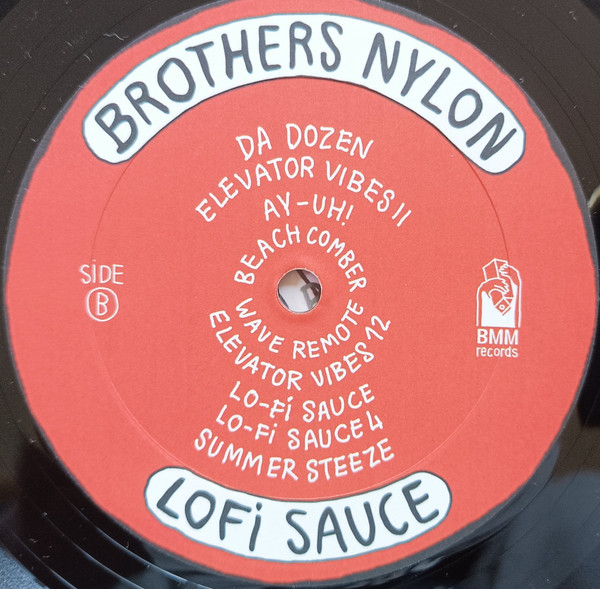 BROTHERS NYLON
DA DOZEN
ELEVATOR VIBES 11
AY-UH!
BEACH COMBER
SIDE
B
BMM
records
WAVE REMOTE
ELEVATOR VIBES 12
LO-Fi SAUCE
LO-Fi SAUCE 4
SUMMER STEEZE
LOFi SAUCE